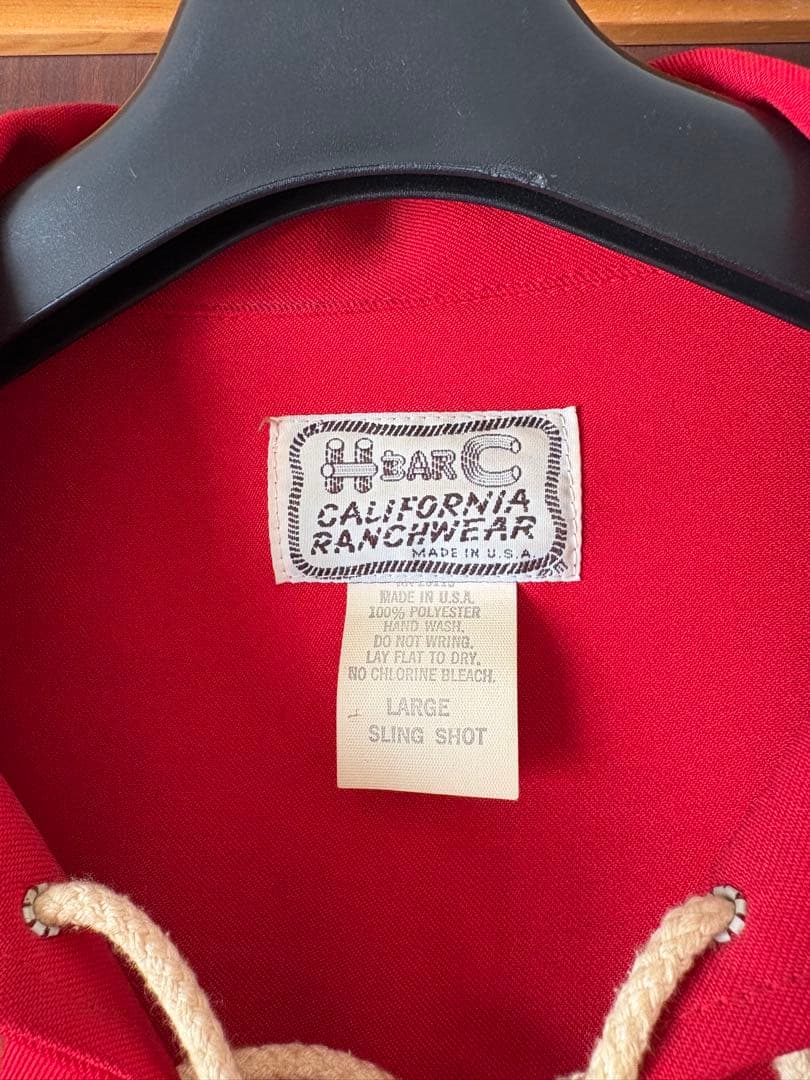 H BAR C
CALIFORNIA
RANCHWEAR
MADE IN U.S.A.
MADE IN U.S.A.
100% POLYESTER
HAND WASH.
DO NOT WRING.
LAY FLAT TO DRY.
NO CHLORINE BLEACH.
LARGE
SLING SHOT